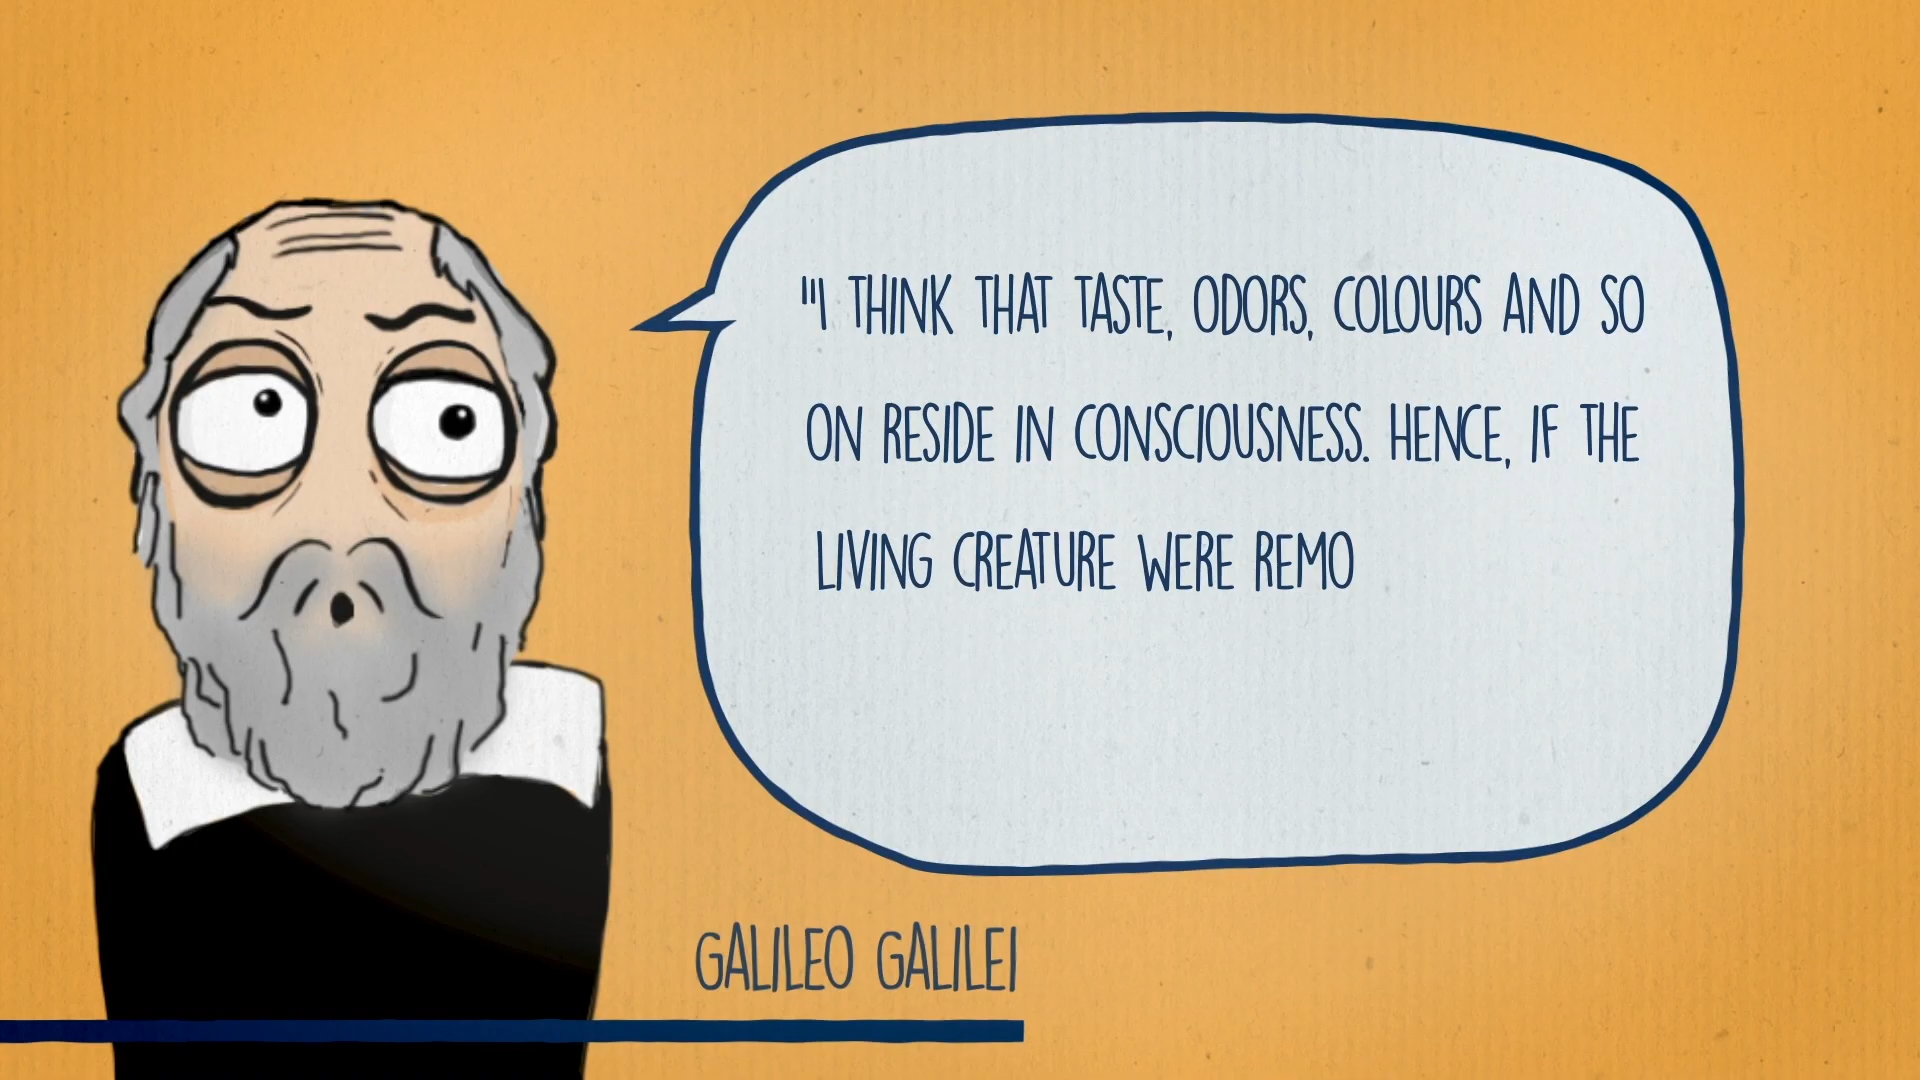 "I THINK THAT TASTE, ODORS, COLOURS AND SO
ON RESIDE IN CONSCIOUSNESS. HENCE, IF THE
LIVING CREATURE WERE REMO
GALILEO GALILEI